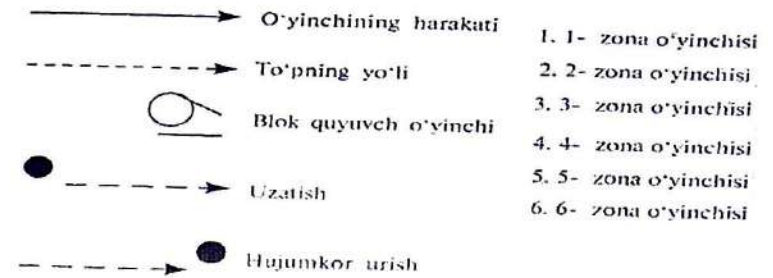 O'yinchining harakati
To'pning yo'li
Blok quyuvch o'yinchi
Uzatish
Hujumkor urish
1. 1- zona o'yinchisi
2. 2- zona o'yinchisi
3. 3- zona o'yinchisi
4. 4- zona o'yinchisi
5. 5- zona o'yinchisi
6. 6- zona o'yinchisi